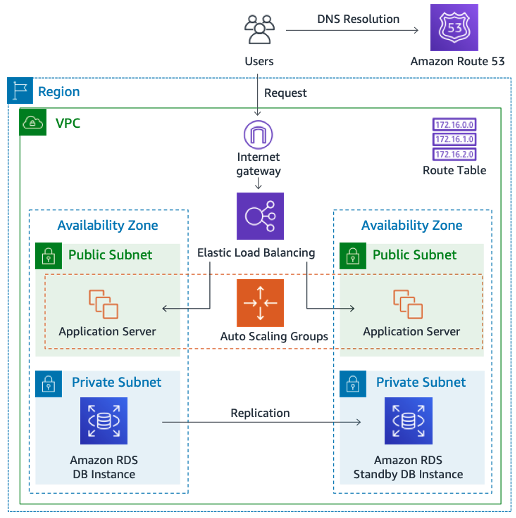 DNS Resolution
53
Users
Amazon Route 53
Region
Request
VPC
172.16.0.0
172.16.1.0
172.16.2.0
Internet
gateway
Route Table
Availability Zone
Availability Zone
Public Subnet
Elastic Load Balancing
Public Subnet
Application Server
Auto Scaling Groups
Application Server
Private Subnet
Private Subnet
Replication
Amazon RDS
DB Instance
Amazon RDS
Standby DB Instance